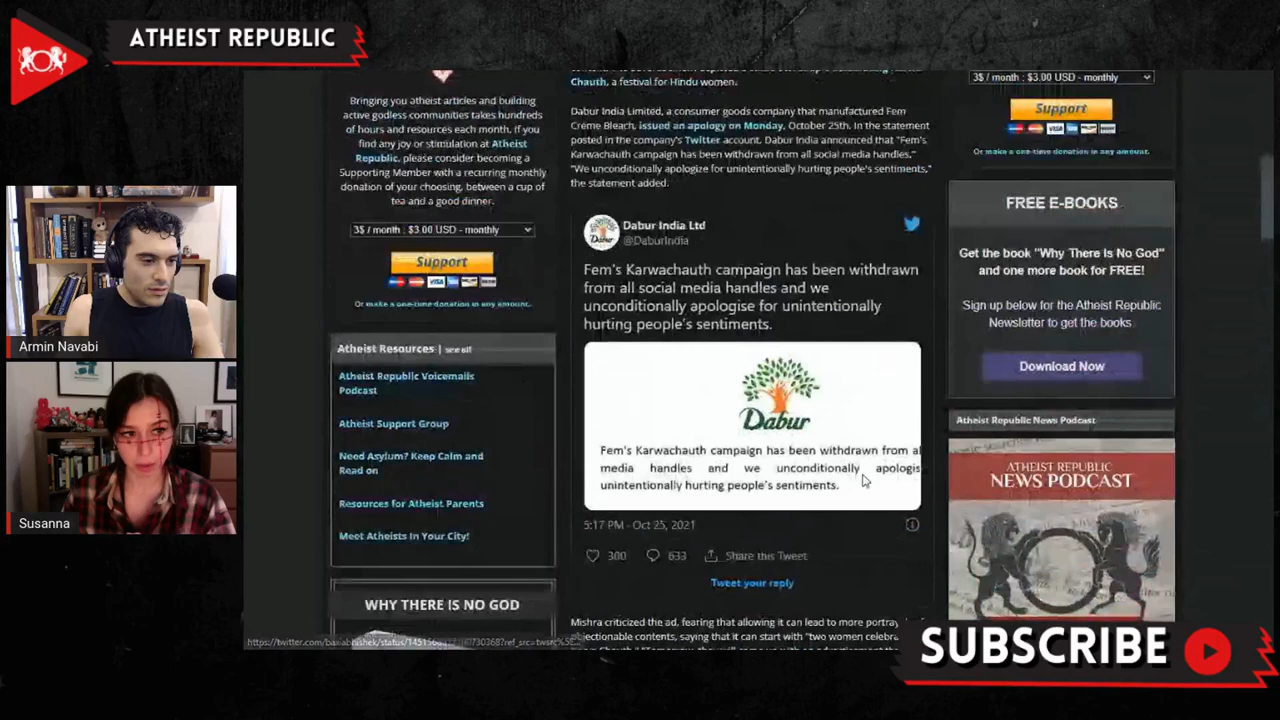 ATHEIST REPUBLIC
Armin Navabi
Susanna
Bringing you atheist articles and building
active godless communities takes hundreds
of hours and resources each month. If you
find any joy or stimulation at Atheist
Republic, please consider becoming a
Supporting Member with a recurring monthly
donation of your choosing, between a cup of
tea and a good dinner.
3$ / month : $3.00 USD - monthly
Support
Or make a one-time donation in any amount.
Atheist Resources | see all
Atheist Republic Voicemails
Podcast
Atheist Support Group
Need Asylum? Keep Calm and
Read on
Resources for Atheist Parents
Meet Atheists In Your City!
WHY THERE IS NO GOD
Chauth, a festival for Hindu women.
Dabur India Limited, a consumer goods company that manufactured Fem
Crème Bleach, issued an apology on Monday, October 25th. In the statement
posted in the company's Twitter account, Dabur India announced that "Fem's
Karwachauth campaign has been withdrawn from all social media handles,"
"We unconditionally apologize for unintentionally hurting people's sentiments,"
the statement added.
Dabur India Ltd
@DaburIndia
Fem's Karwachauth campaign has been withdrawn
from all social media handles and we
unconditionally apologise for unintentionally
hurting people's sentiments.
Dabur
Fem's Karwachauth campaign has been withdrawn from al
media handles and we unconditionally apologis
unintentionally hurting people's sentiments.
5:17 PM · Oct 25, 2021
300 633 Share this Tweet
Tweet your reply
Mishra criticized the ad, fearing that allowing it can lead to more portray
objectionable contents, saying that it can start with "two women celebra
3$ / month : $3.00 USD - monthly
Support
Or make a one-time donation in any amount.
FREE E-BOOKS
Get the book "Why There Is No God"
and one more book for FREE!
Sign up below for the Atheist Republic
Newsletter to get the books.
Download Now
Atheist Republic News Podcast
ATHEIST REPUBLIC
NEWS PODCAST
SUBSCRIBE